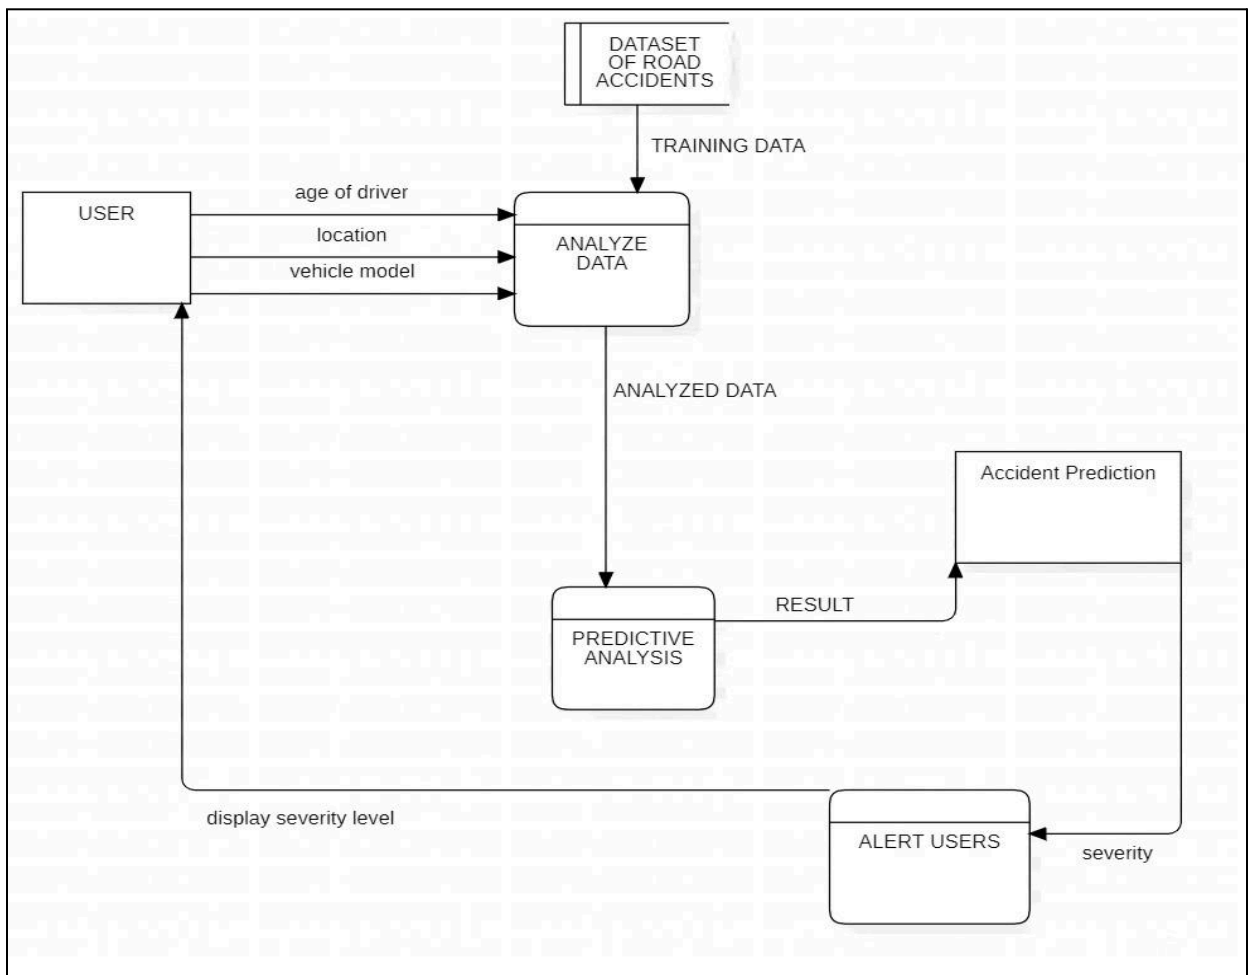 DATASET
OF ROAD
ACCIDENTS
TRAINING DATA
USER
age of driver
location
vehicle model
ANALYZE
DATA
ANALYZED DATA
Accident Prediction
RESULT
PREDICTIVE
ANALYSIS
display severity level
ALERT USERS
severity